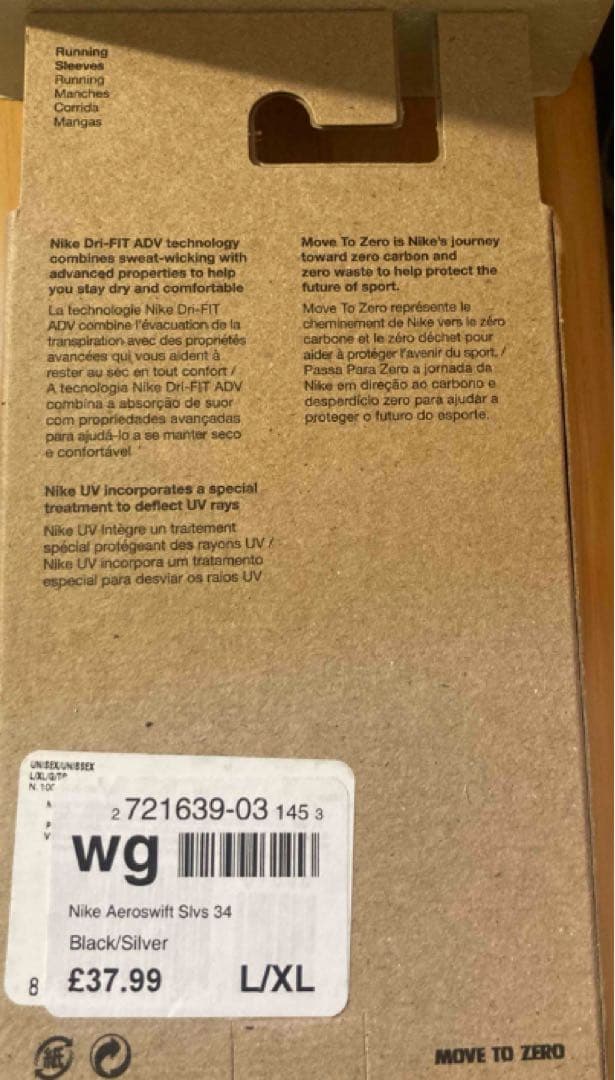 Running
Sleeves
Running
Manches
Corrida
Mangas
Nike Dri-FIT ADV technology
combines sweat-wicking with
advanced properties to help
you stay dry and comfortable
La technologie Nike Dri-FIT
ADV combine l'évacuation de la
transpiration avec des propriétés
avancées qui vous aident à
rester au sec en tout confort /
A tecnologia Nike Dri-FIT ADV
combina a absorção de suor
com propriedades avançadas
para ajudá-lo a se manter seco
e confortável
Nike UV incorporates a special
treatment to deflect UV rays
Nike UV Intègre un traitement
spécial protégeant des rayons UV /
Nike UV incorpora um tratamento
especial para desviar os raios UV
Move To Zero is Nike's journey
toward zero carbon and
zero waste to help protect the
future of sport.
Move To Zero représente le
cheminement de Nike vers le zéro
carbone et le zéro déchet pour
aider à protéger l'avenir du sport. /
Passa Para Zero a jornada da
Nike em direção ao carbono e
desperdício zero para ajudar a
proteger o futuro do esporte.
UNISEX/UNISSEX
L/XL/G/TG
N. 100
2 721639-03 145 3
wg
Nike Aeroswift Slvs 34
Black/Silver
8 £37.99 L/XL
紙
MOVE TO ZERO